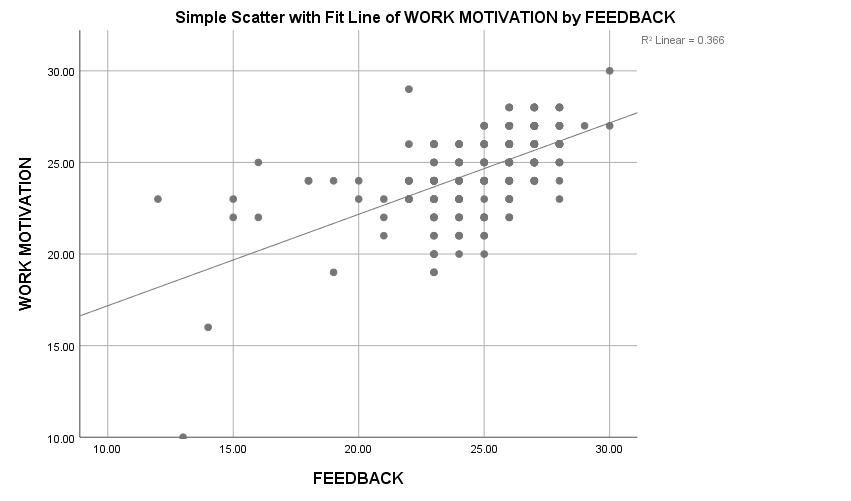 Simple Scatter with Fit Line of WORK MOTIVATION by FEEDBACK
R² Linear = 0.366
30.00
25.00
20.00
15.00
10.00
WORK MOTIVATION
10.00 15.00 20.00 25.00 30.00
FEEDBACK